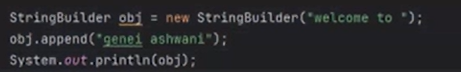 StringBuilder obj = new StringBuilder("welcome to ");
obj.append("genei ashwani");
System.out.println(obj);